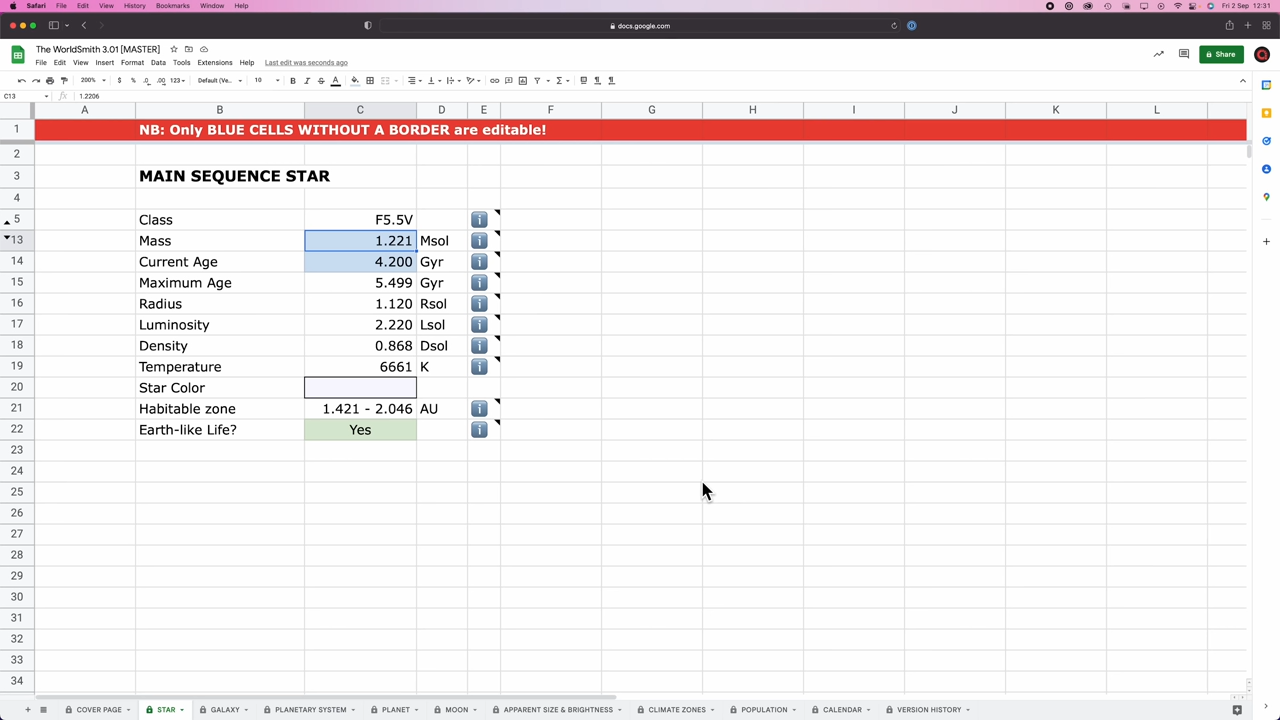 Safari File Edit View History Bookmarks Window Help Fri 2 Sep 12:31
docs.google.com
The WorldSmith 3.01 [MASTER]
File Edit View Insert Format Data Tools Extensions Help Last edit was seconds ago
Share
200% $ % .0 .00 123 Default (Ve... 10 B I S A
C13 fx 1.2206
A B C D E F G H I J K L
1 NB: Only BLUE CELLS WITHOUT A BORDER are editable!
2
3 MAIN SEQUENCE STAR
4
5 Class F5.5V
13 Mass 1.221 Msol
14 Current Age 4.200 Gyr
15 Maximum Age 5.499 Gyr
16 Radius 1.120 Rsol
17 Luminosity 2.220 Lsol
18 Density 0.868 Dsol
19 Temperature 6661 K
20 Star Color
21 Habitable zone 1.421 - 2.046 AU
22 Earth-like Life? Yes
23
24
25
26
27
28
29
30
31
32
33
34
COVER PAGE STAR GALAXY PLANETARY SYSTEM PLANET MOON APPARENT SIZE & BRIGHTNESS CLIMATE ZONES POPULATION CALENDAR VERSION HISTORY